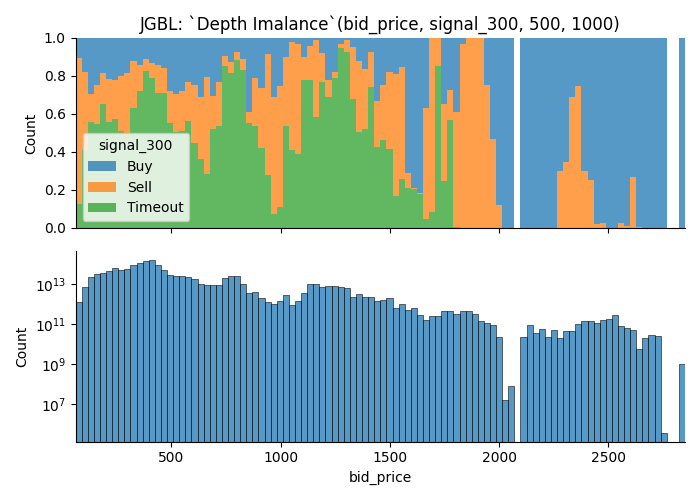 JGBL: `Depth Imalance`(bid_price, signal_300, 500, 1000)
1.0
0.8
0.6
0.4
0.2
0.0
Count
signal_300
Buy
Sell
Timeout
500
1000
1500
2000
2500
10^13
10^11
10^9
10^7
Count
bid_price